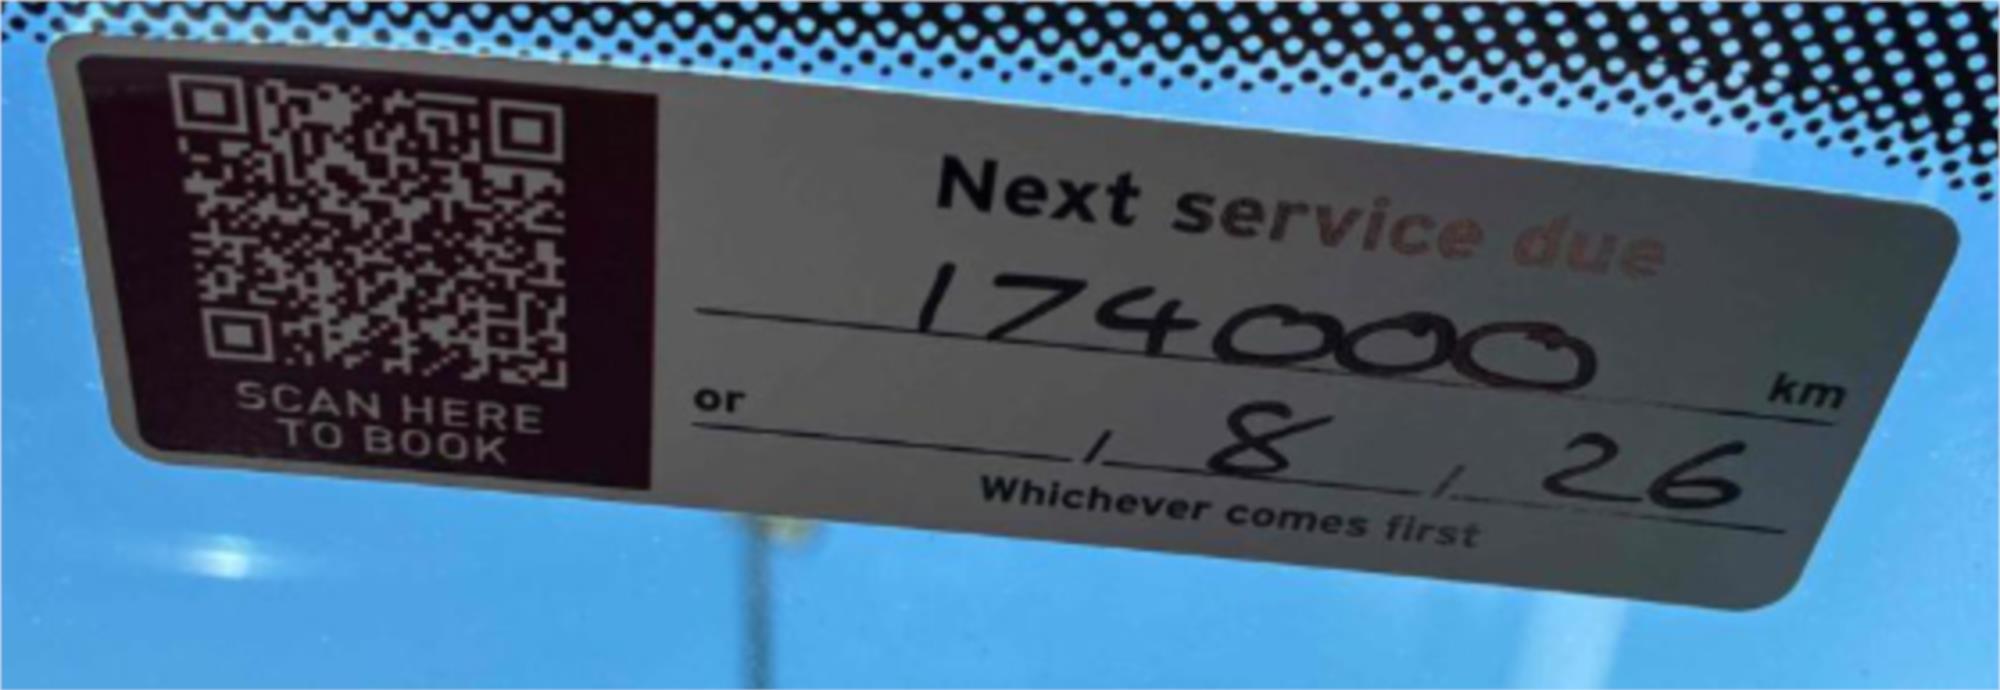 SCAN HERE
TO BOOK
Next service due
174000 km
or / 8 / 26
Whichever comes first